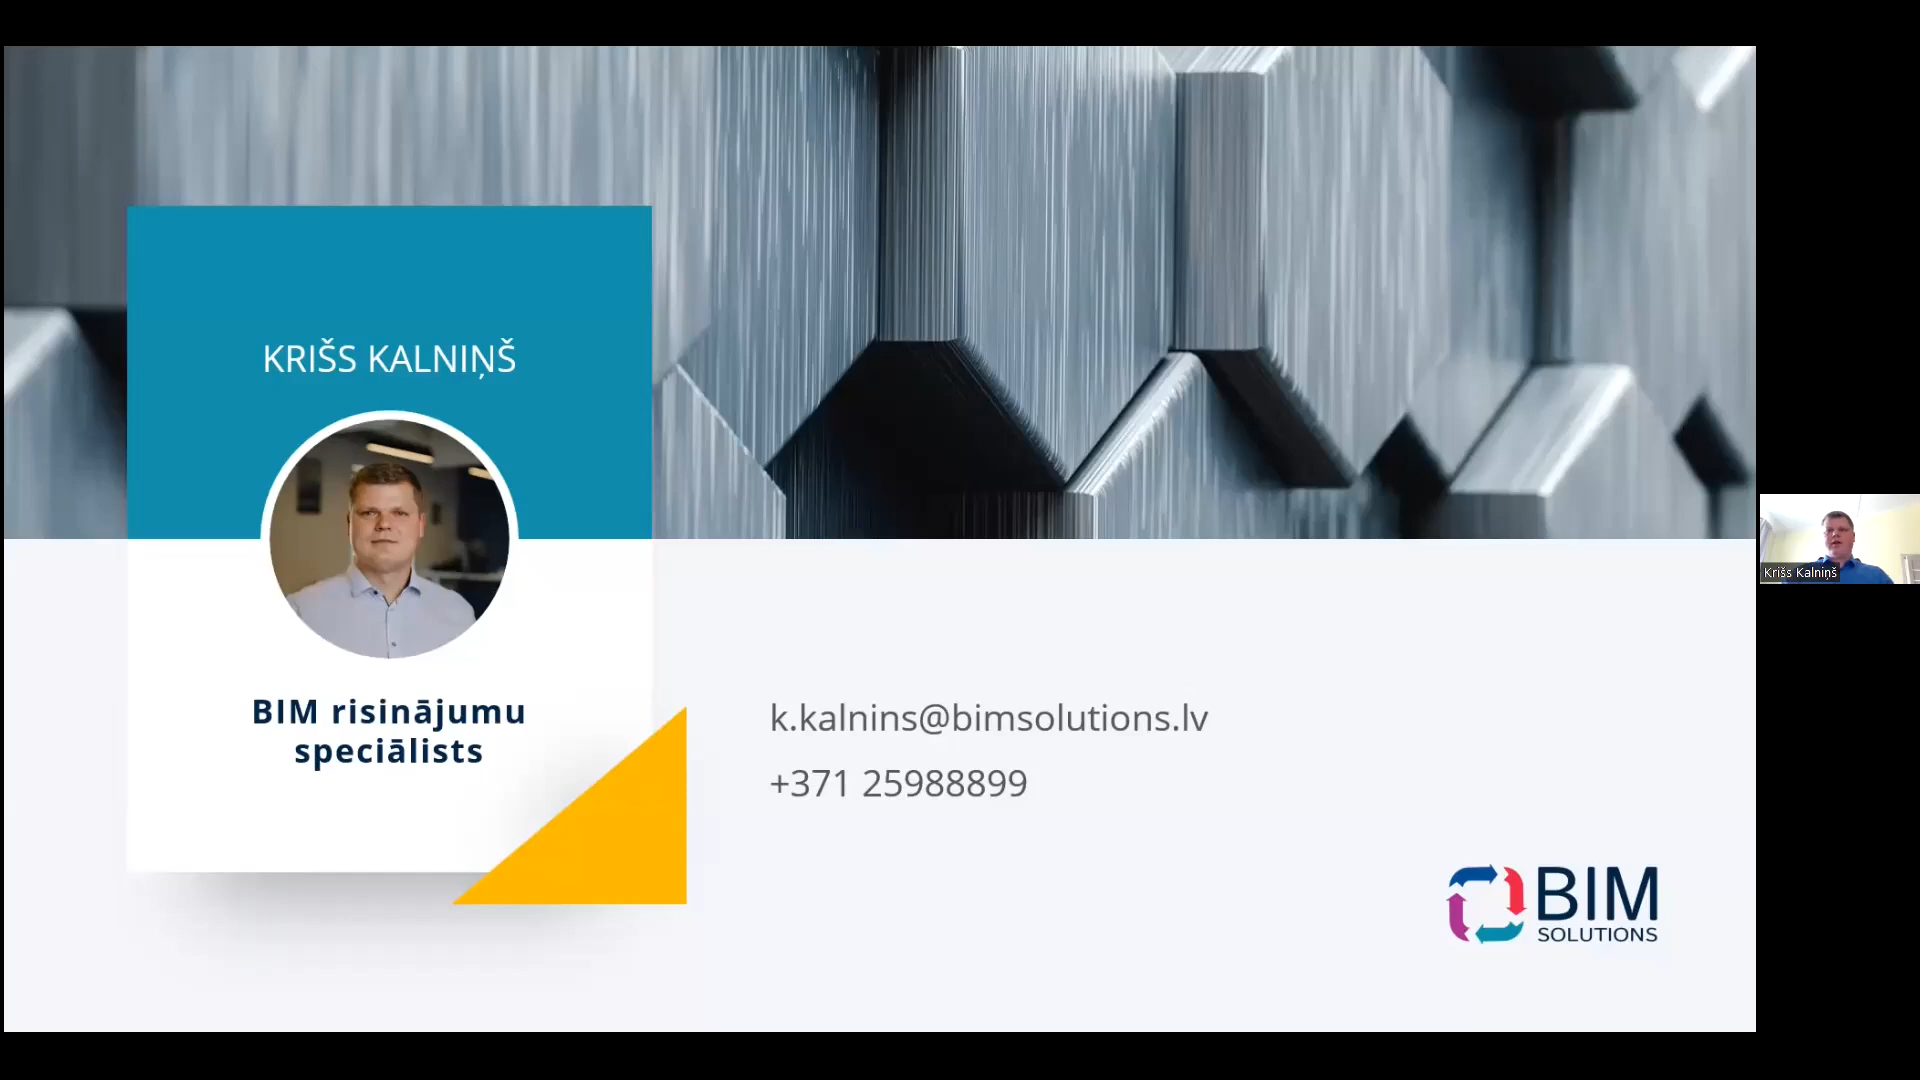 KRIŠS KALNIŅŠ
BIM risinājumu
speciālists
k.kalnins@bimsolutions.lv
+371 25988899
BIM
SOLUTIONS
Krišs Kalniņš